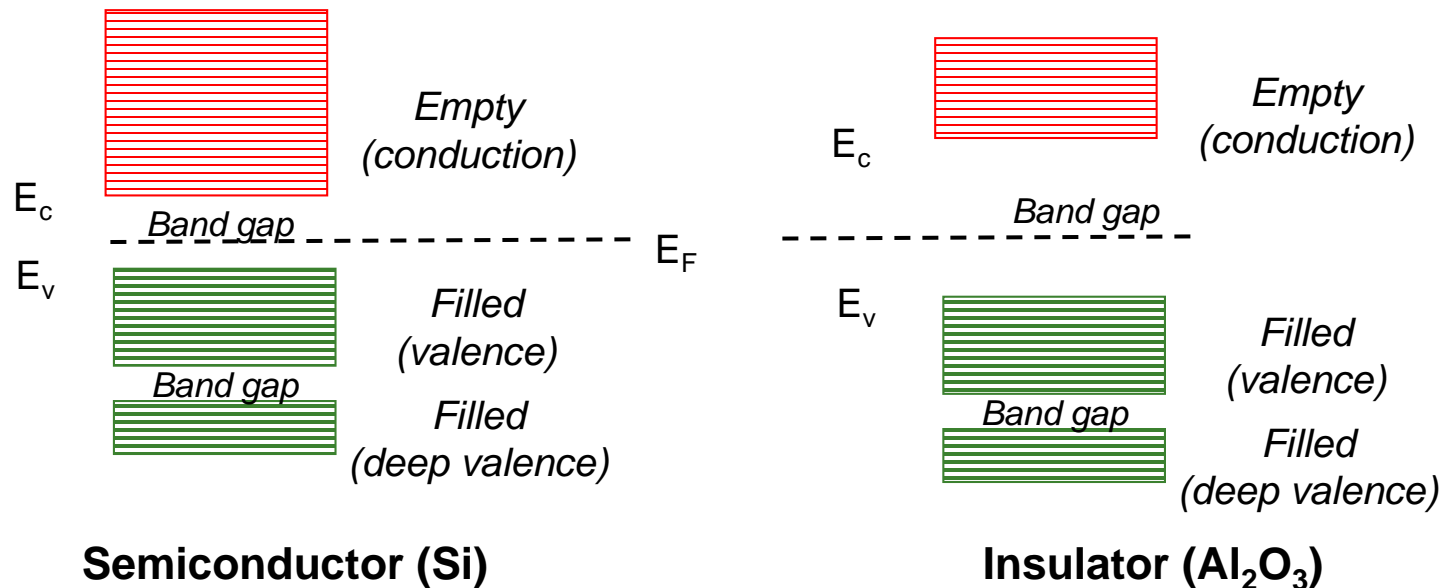 Empty
(conduction)
E_c
Band gap
E_v
Filled
(valence)
Band gap
Filled
(deep valence)
Semiconductor (Si)
E_F
Empty
(conduction)
E_c
Band gap
E_v
Filled
(valence)
Band gap
Filled
(deep valence)
Insulator (Al₂O₃)